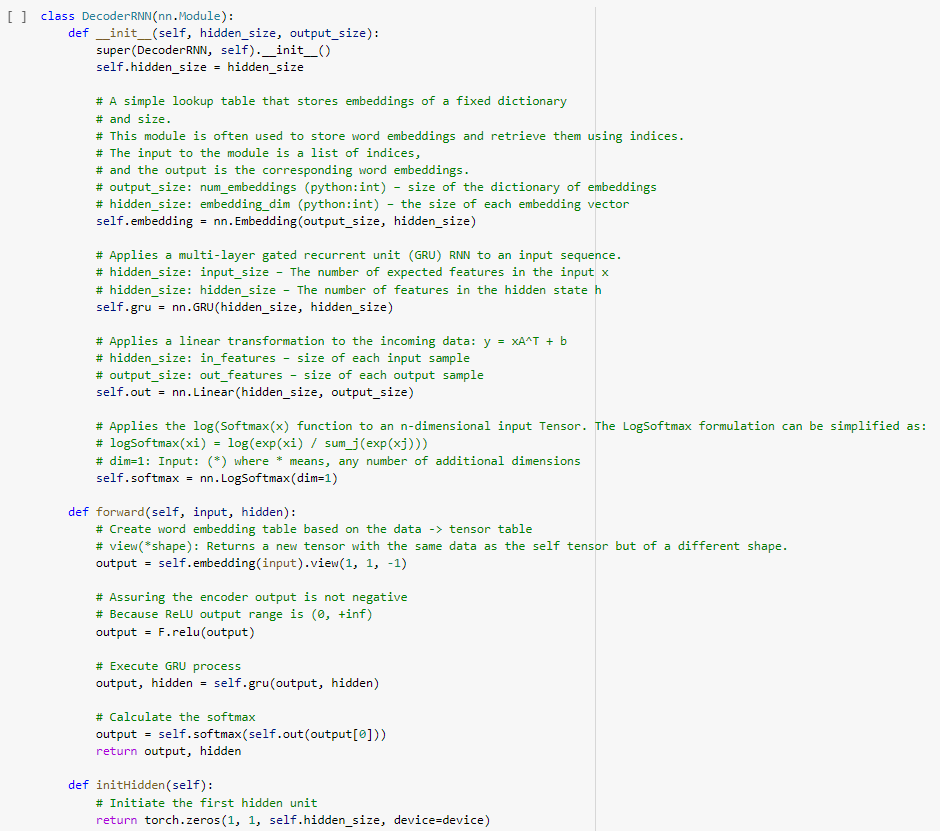 [ ] class DecoderRNN(nn.Module):
def __init__(self, hidden_size, output_size):
super(DecoderRNN, self).__init__()
self.hidden_size = hidden_size
# A simple lookup table that stores embeddings of a fixed dictionary
# and size.
# This module is often used to store word embeddings and retrieve them using indices.
# The input to the module is a list of indices,
# and the output is the corresponding word embeddings.
# output_size: num_embeddings (python:int) – size of the dictionary of embeddings
# hidden_size: embedding_dim (python:int) – the size of each embedding vector
self.embedding = nn.Embedding(output_size, hidden_size)
# Applies a multi-layer gated recurrent unit (GRU) RNN to an input sequence.
# hidden_size: input_size – The number of expected features in the input x
# hidden_size: hidden_size – The number of features in the hidden state h
self.gru = nn.GRU(hidden_size, hidden_size)
# Applies a linear transformation to the incoming data: y = xA^T + b
# hidden_size: in_features – size of each input sample
# output_size: out_features – size of each output sample
self.out = nn.Linear(hidden_size, output_size)
# Applies the log(Softmax(x) function to an n-dimensional input Tensor. The LogSoftmax formulation can be simplified as:
# logSoftmax(xi) = log(exp(xi) / sum_j(exp(xj)))
# dim=1: Input: (*) where * means, any number of additional dimensions
self.softmax = nn.LogSoftmax(dim=1)
def forward(self, input, hidden):
# Create word embedding table based on the data -> tensor table
# view(*shape): Returns a new tensor with the same data as the self tensor but of a different shape.
output = self.embedding(input).view(1, 1, -1)
# Assuring the encoder output is not negative
# Because ReLU output range is (0, +inf)
output = F.relu(output)
# Execute GRU process
output, hidden = self.gru(output, hidden)
# Calculate the softmax
output = self.softmax(self.out(output[0]))
return output, hidden
def initHidden(self):
# Initiate the first hidden unit
return torch.zeros(1, 1, self.hidden_size, device=device)